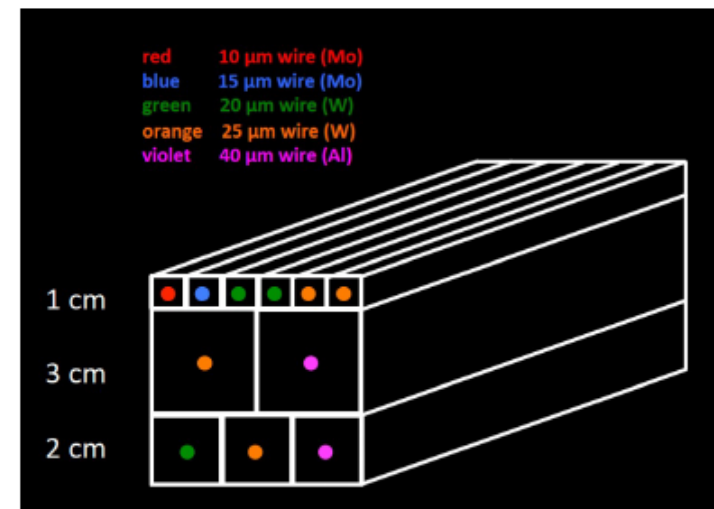 red 10 µm wire (Mo)
blue 15 µm wire (Mo)
green 20 µm wire (W)
orange 25 µm wire (W)
violet 40 µm wire (Al)
1 cm
3 cm
2 cm